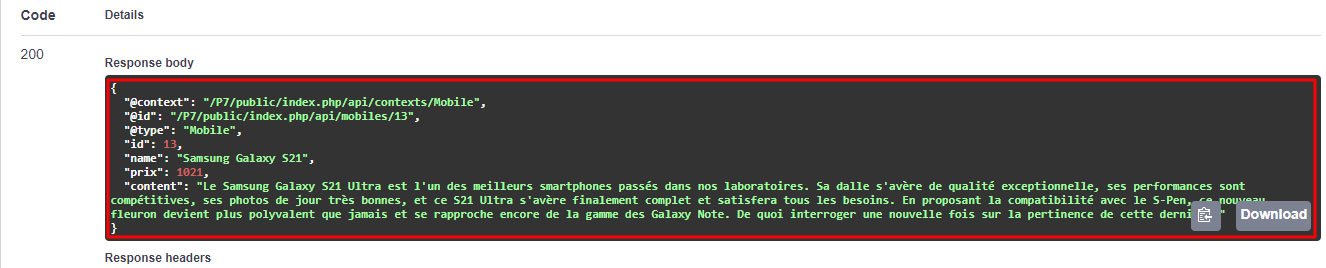 Code Details
200
Response body
{
"@context": "/P7/public/index.php/api/contexts/Mobile",
"@id": "/P7/public/index.php/api/mobiles/13",
"@type": "Mobile",
"id": 13,
"name": "Samsung Galaxy S21",
"prix": 1021,
"content": "Le Samsung Galaxy S21 Ultra est l'un des meilleurs smartphones passés dans nos laboratoires. Sa dalle s'avère de qualité exceptionnelle, ses performances sont
compétitives, ses photos de jour très bonnes, et ce S21 Ultra s'avère finalement complet et satisfera tous les besoins. En proposant la compatibilité avec le S-Pen, ce nouveau
fleuron devient plus polyvalent que jamais et se rapproche encore de la gamme des Galaxy Note. De quoi interroger une nouvelle fois sur la pertinence de cette "
}
Download
Response headers